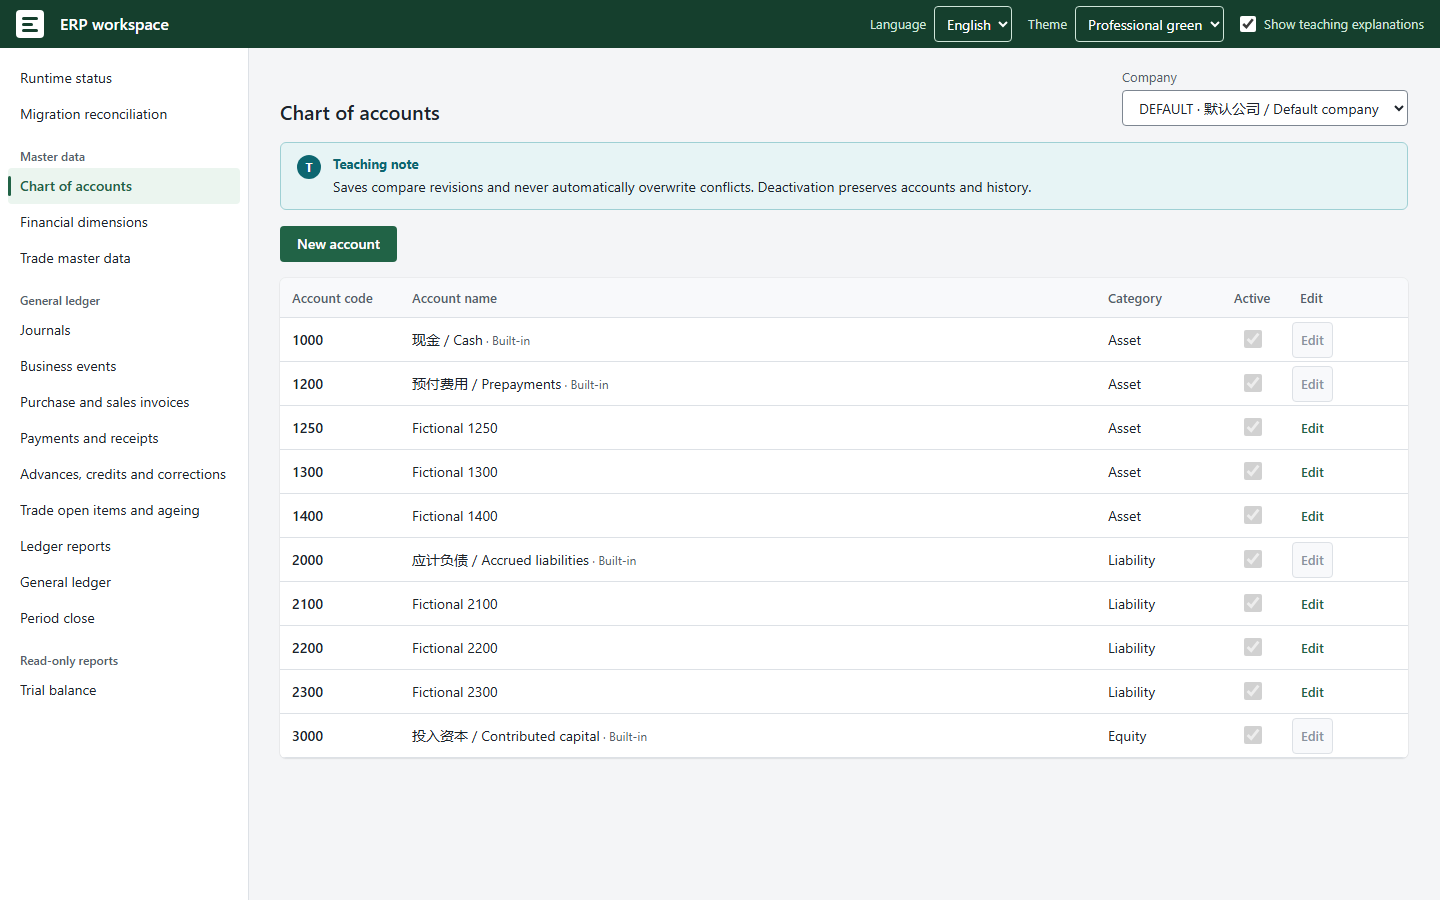 ERP workspace
Language English Theme Professional green Show teaching explanations
Runtime status
Migration reconciliation
Master data
Chart of accounts
Financial dimensions
Trade master data
General ledger
Journals
Business events
Purchase and sales invoices
Payments and receipts
Advances, credits and corrections
Trade open items and ageing
Ledger reports
General ledger
Period close
Read-only reports
Trial balance
Company
Chart of accounts
DEFAULT · 默认公司 / Default company
T
Teaching note
Saves compare revisions and never automatically overwrite conflicts. Deactivation preserves accounts and history.
New account
Account code Account name Category Active Edit
1000 现金 / Cash · Built-in Asset Edit
1200 预付费用 / Prepayments · Built-in Asset Edit
1250 Fictional 1250 Asset Edit
1300 Fictional 1300 Asset Edit
1400 Fictional 1400 Asset Edit
2000 应计负债 / Accrued liabilities · Built-in Liability Edit
2100 Fictional 2100 Liability Edit
2200 Fictional 2200 Liability Edit
2300 Fictional 2300 Liability Edit
3000 投入资本 / Contributed capital · Built-in Equity Edit